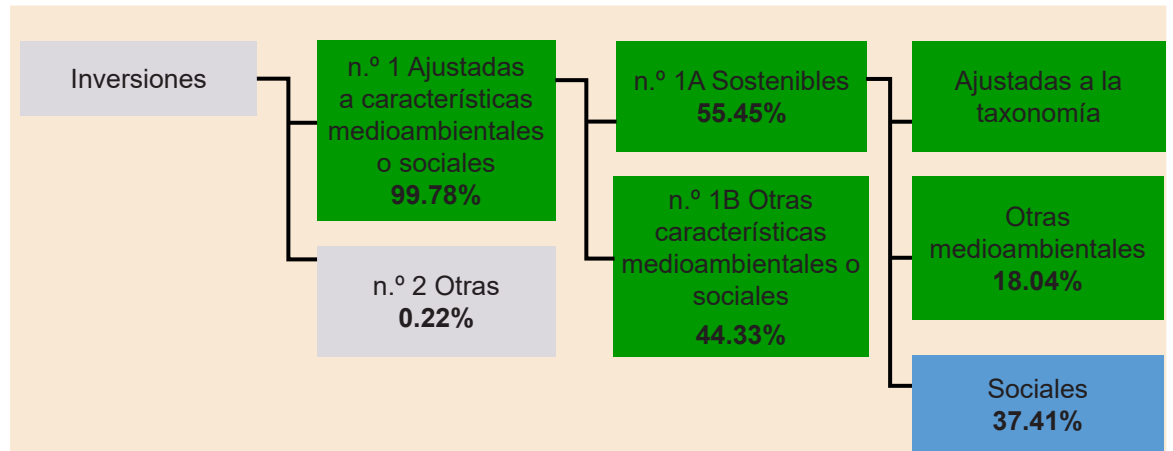 Inversiones
n.º 1 Ajustadas
a características
medioambientales
o sociales
99.78%
n.º 2 Otras
0.22%
n.º 1A Sostenibles
55.45%
n.º 1B Otras
características
medioambientales o
sociales
44.33%
Ajustadas a la
taxonomía
Otras
medioambientales
18.04%
Sociales
37.41%